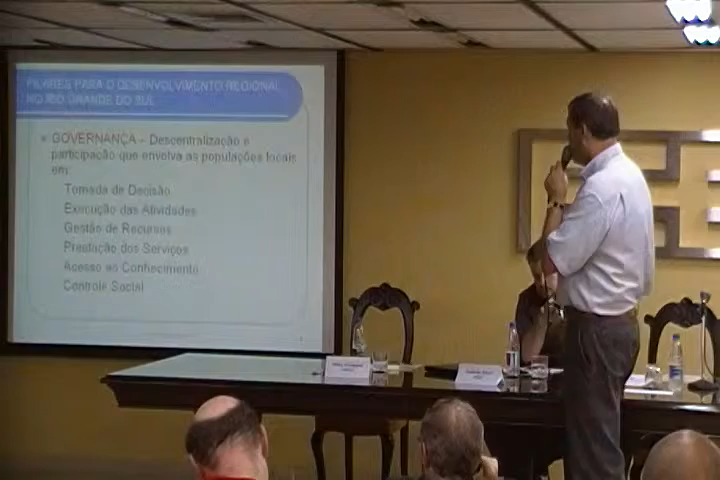 PILARES PARA O DESENVOLVIMENTO REGIONAL
NO RIO GRANDE DO SUL
GOVERNANÇA – Descentralização e
participação que envolva as populações locais
em:
Tomada de Decisão
Execução das Atividades
Gestão de Recursos
Prestação dos Serviços
Acesso ao Conhecimento
Controle Social